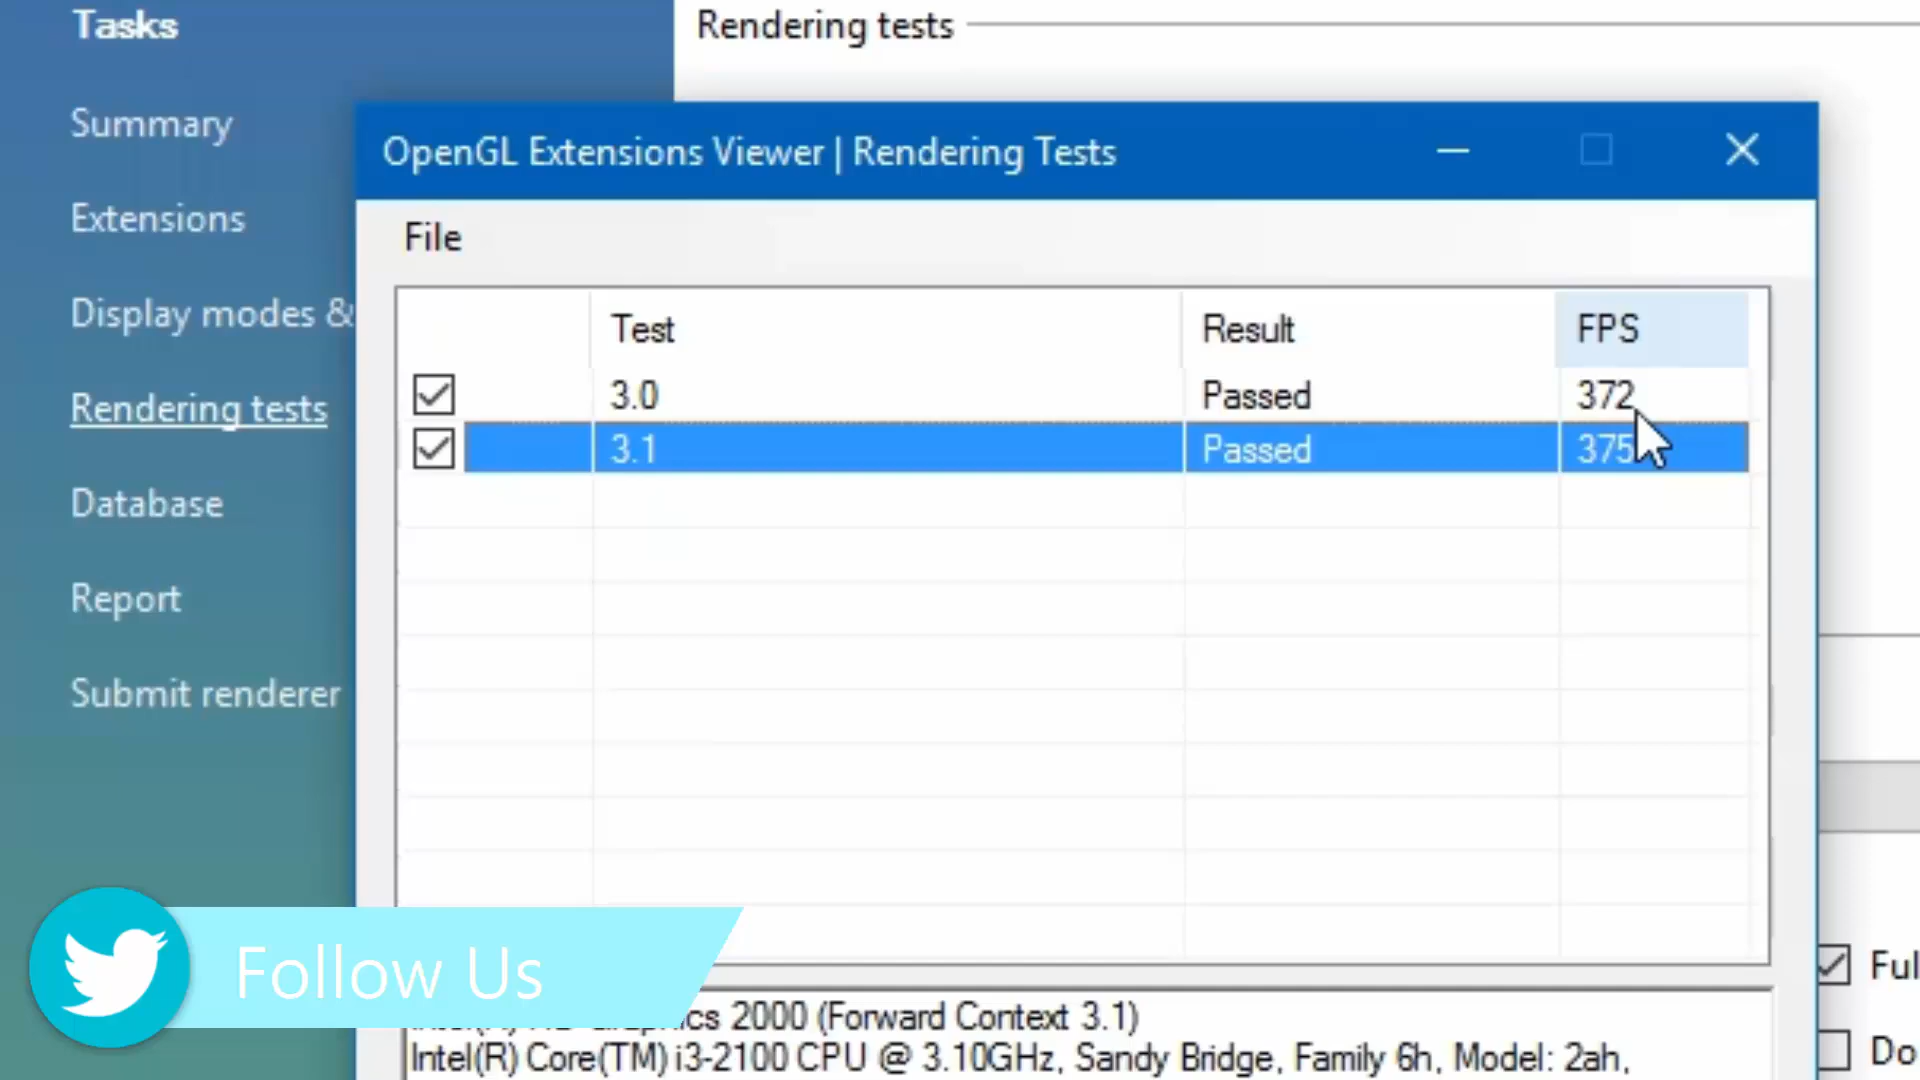 Tasks
Rendering tests
Summary
OpenGL Extensions Viewer | Rendering Tests
Extensions
File
Display modes &
Test Result FPS
3.0 Passed 372
Rendering tests
3.1 Passed 375
Database
Report
Submit renderer
Follow Us
Ful
2000 (Forward Context 3.1)
Intel(R) Core(TM) i3-2100 CPU @ 3.10GHz, Sandy Bridge, Family 6h, Model: 2ah,
Do